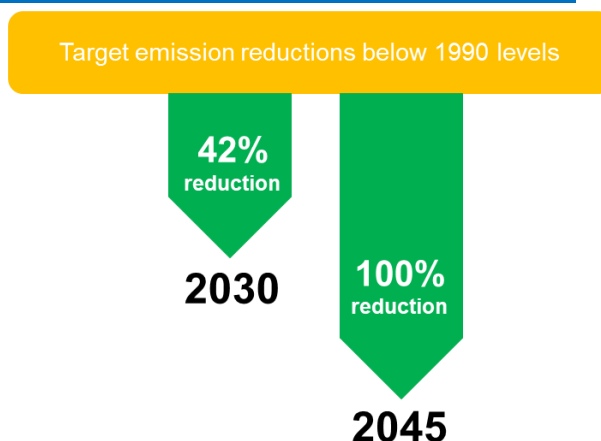 Target emission reductions below 1990 levels
42%
reduction
2030
100%
reduction
2045